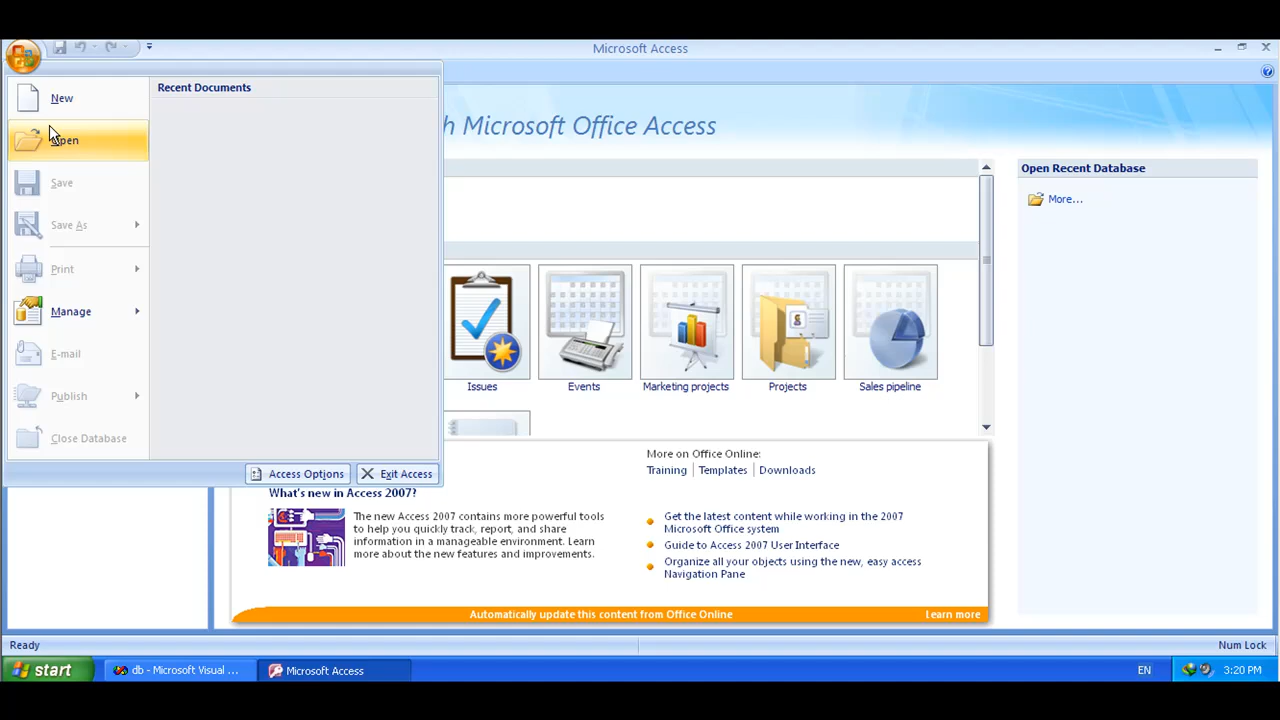 Microsoft Access
New
Recent Documents
Open
Save
Save As
Print
Manage
E-mail
Publish
Close Database
Access Options
Exit Access
h Microsoft Office Access
Open Recent Database
More...
Issues
Events
Marketing projects
Projects
Sales pipeline
More on Office Online:
Training | Templates | Downloads
What's new in Access 2007?
The new Access 2007 contains more powerful tools
to help you quickly track, report, and share
information in a manageable environment. Learn
more about the new features and improvements.
Get the latest content while working in the 2007
Microsoft Office system
Guide to Access 2007 User Interface
Organize all your objects using the new, easy access
Navigation Pane
Automatically update this content from Office Online
Learn more
Ready
Num Lock
start
db - Microsoft Visual ...
Microsoft Access
EN
3:20 PM